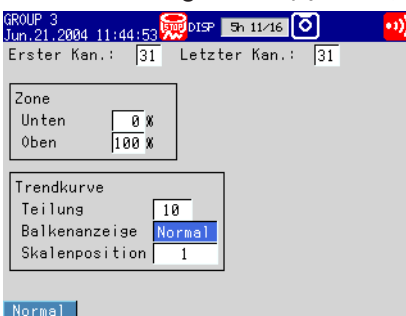 GROUP 3
Jun.21.2004 11:44:53 STOP DISP 5h 11/16
Erster Kan.: 31 Letzter Kan.: 31
Zone
Unten 0 %
Oben 100 %
Trendkurve
Teilung 10
Balkenanzeige Normal
Skalenposition 1
Normal